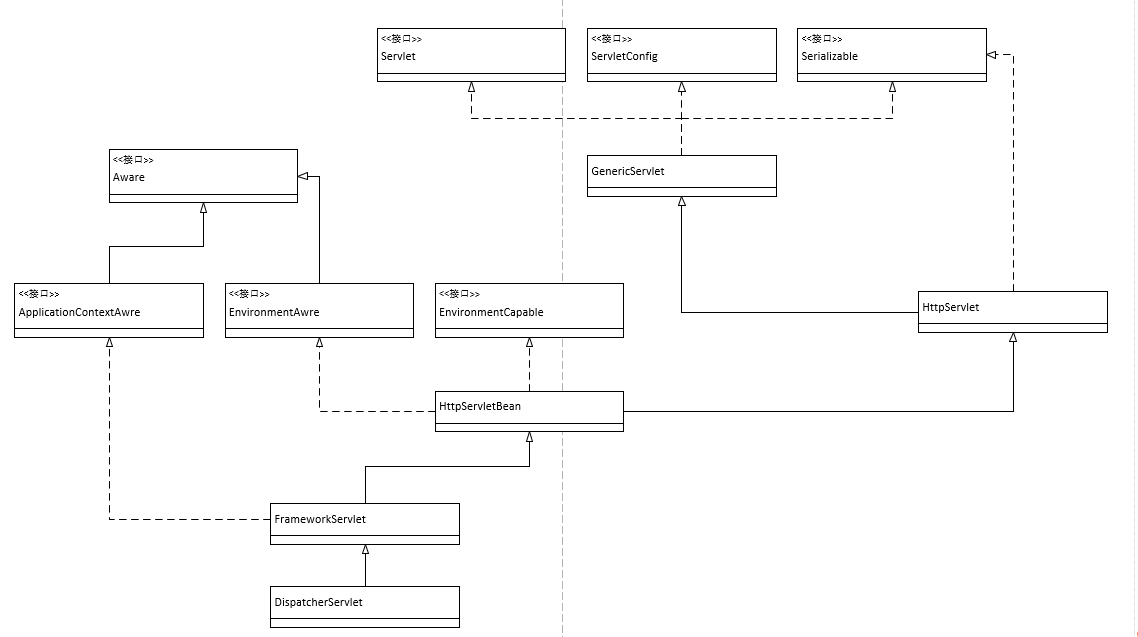 <<接口>>
Servlet
<<接口>>
ServletConfig
<<接口>>
Serializable
<<接口>>
Aware
GenericServlet
<<接口>>
ApplicationContextAwre
<<接口>>
EnvironmentAwre
<<接口>>
EnvironmentCapable
HttpServlet
HttpServletBean
FrameworkServlet
DispatcherServlet